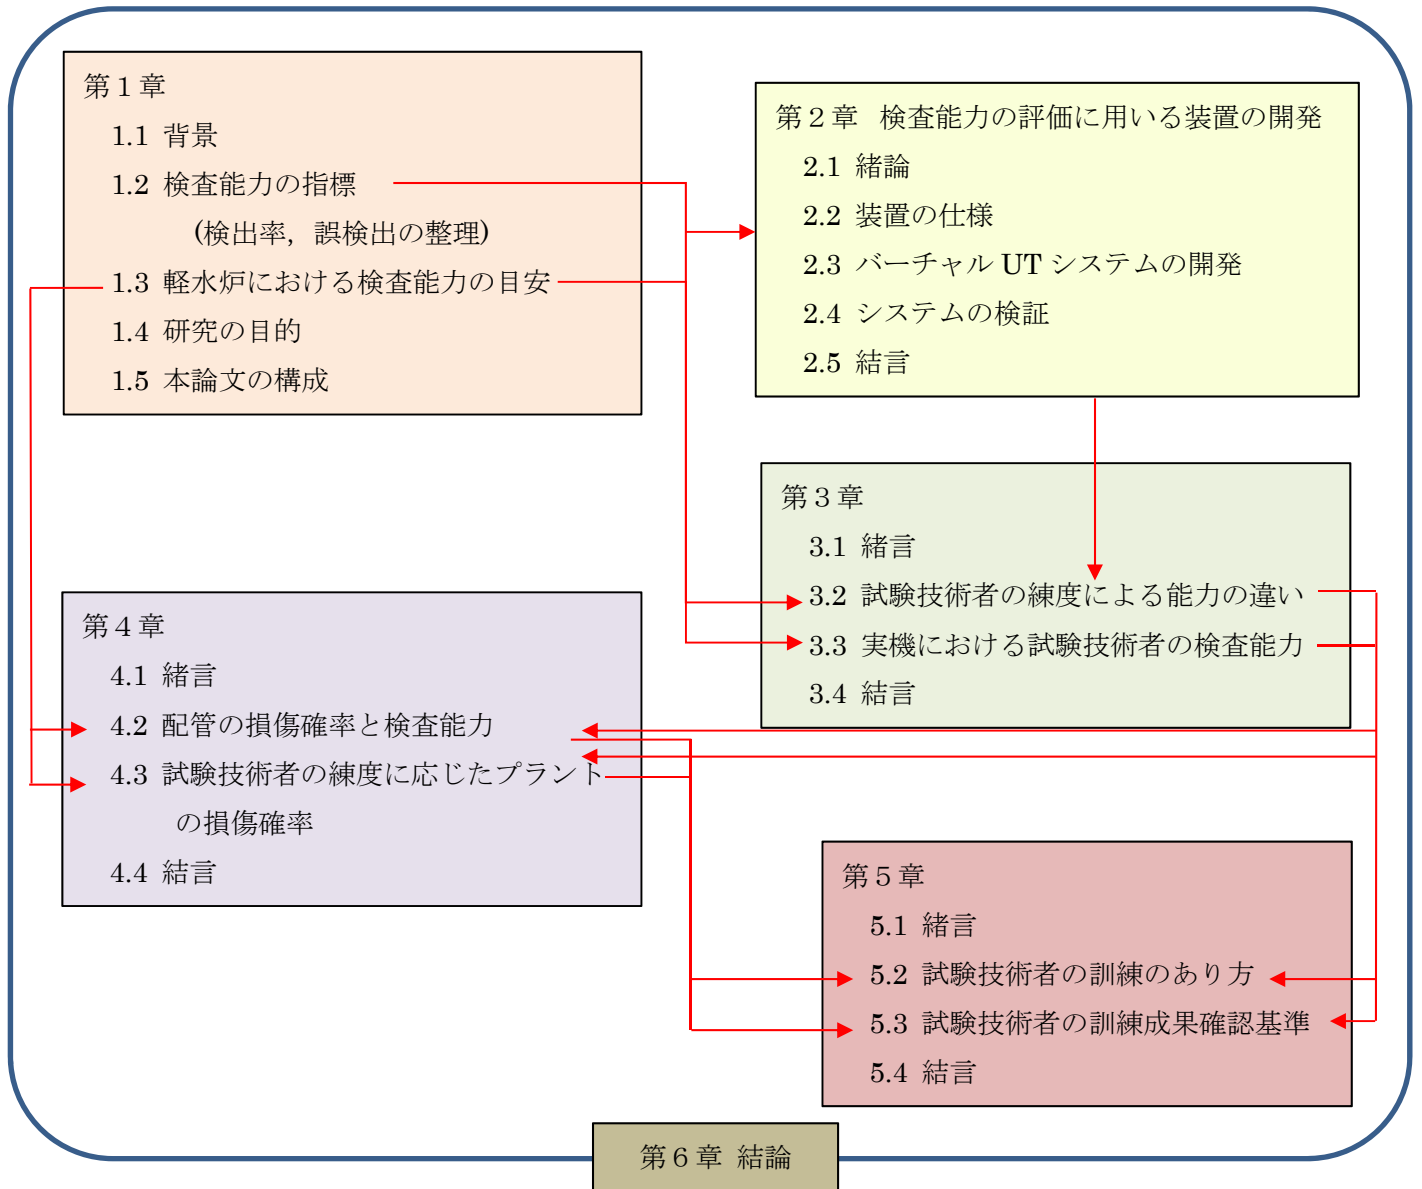 第１章
1.1 背景
1.2 検査能力の指標
(検出率，誤検出の整理)
1.3 軽水炉における検査能力の目安
1.4 研究の目的
1.5 本論文の構成
第２章 検査能力の評価に用いる装置の開発
2.1 緒論
2.2 装置の仕様
2.3 バーチャル UT システムの開発
2.4 システムの検証
2.5 結言
第３章
3.1 緒言
3.2 試験技術者の練度による能力の違い
3.3 実機における試験技術者の検査能力
3.4 結言
第４章
4.1 緒言
4.2 配管の損傷確率と検査能力
4.3 試験技術者の練度に応じたプラント
の損傷確率
4.4 結言
第５章
5.1 緒言
5.2 試験技術者の訓練のあり方
5.3 試験技術者の訓練成果確認基準
5.4 結言
第６章 結論